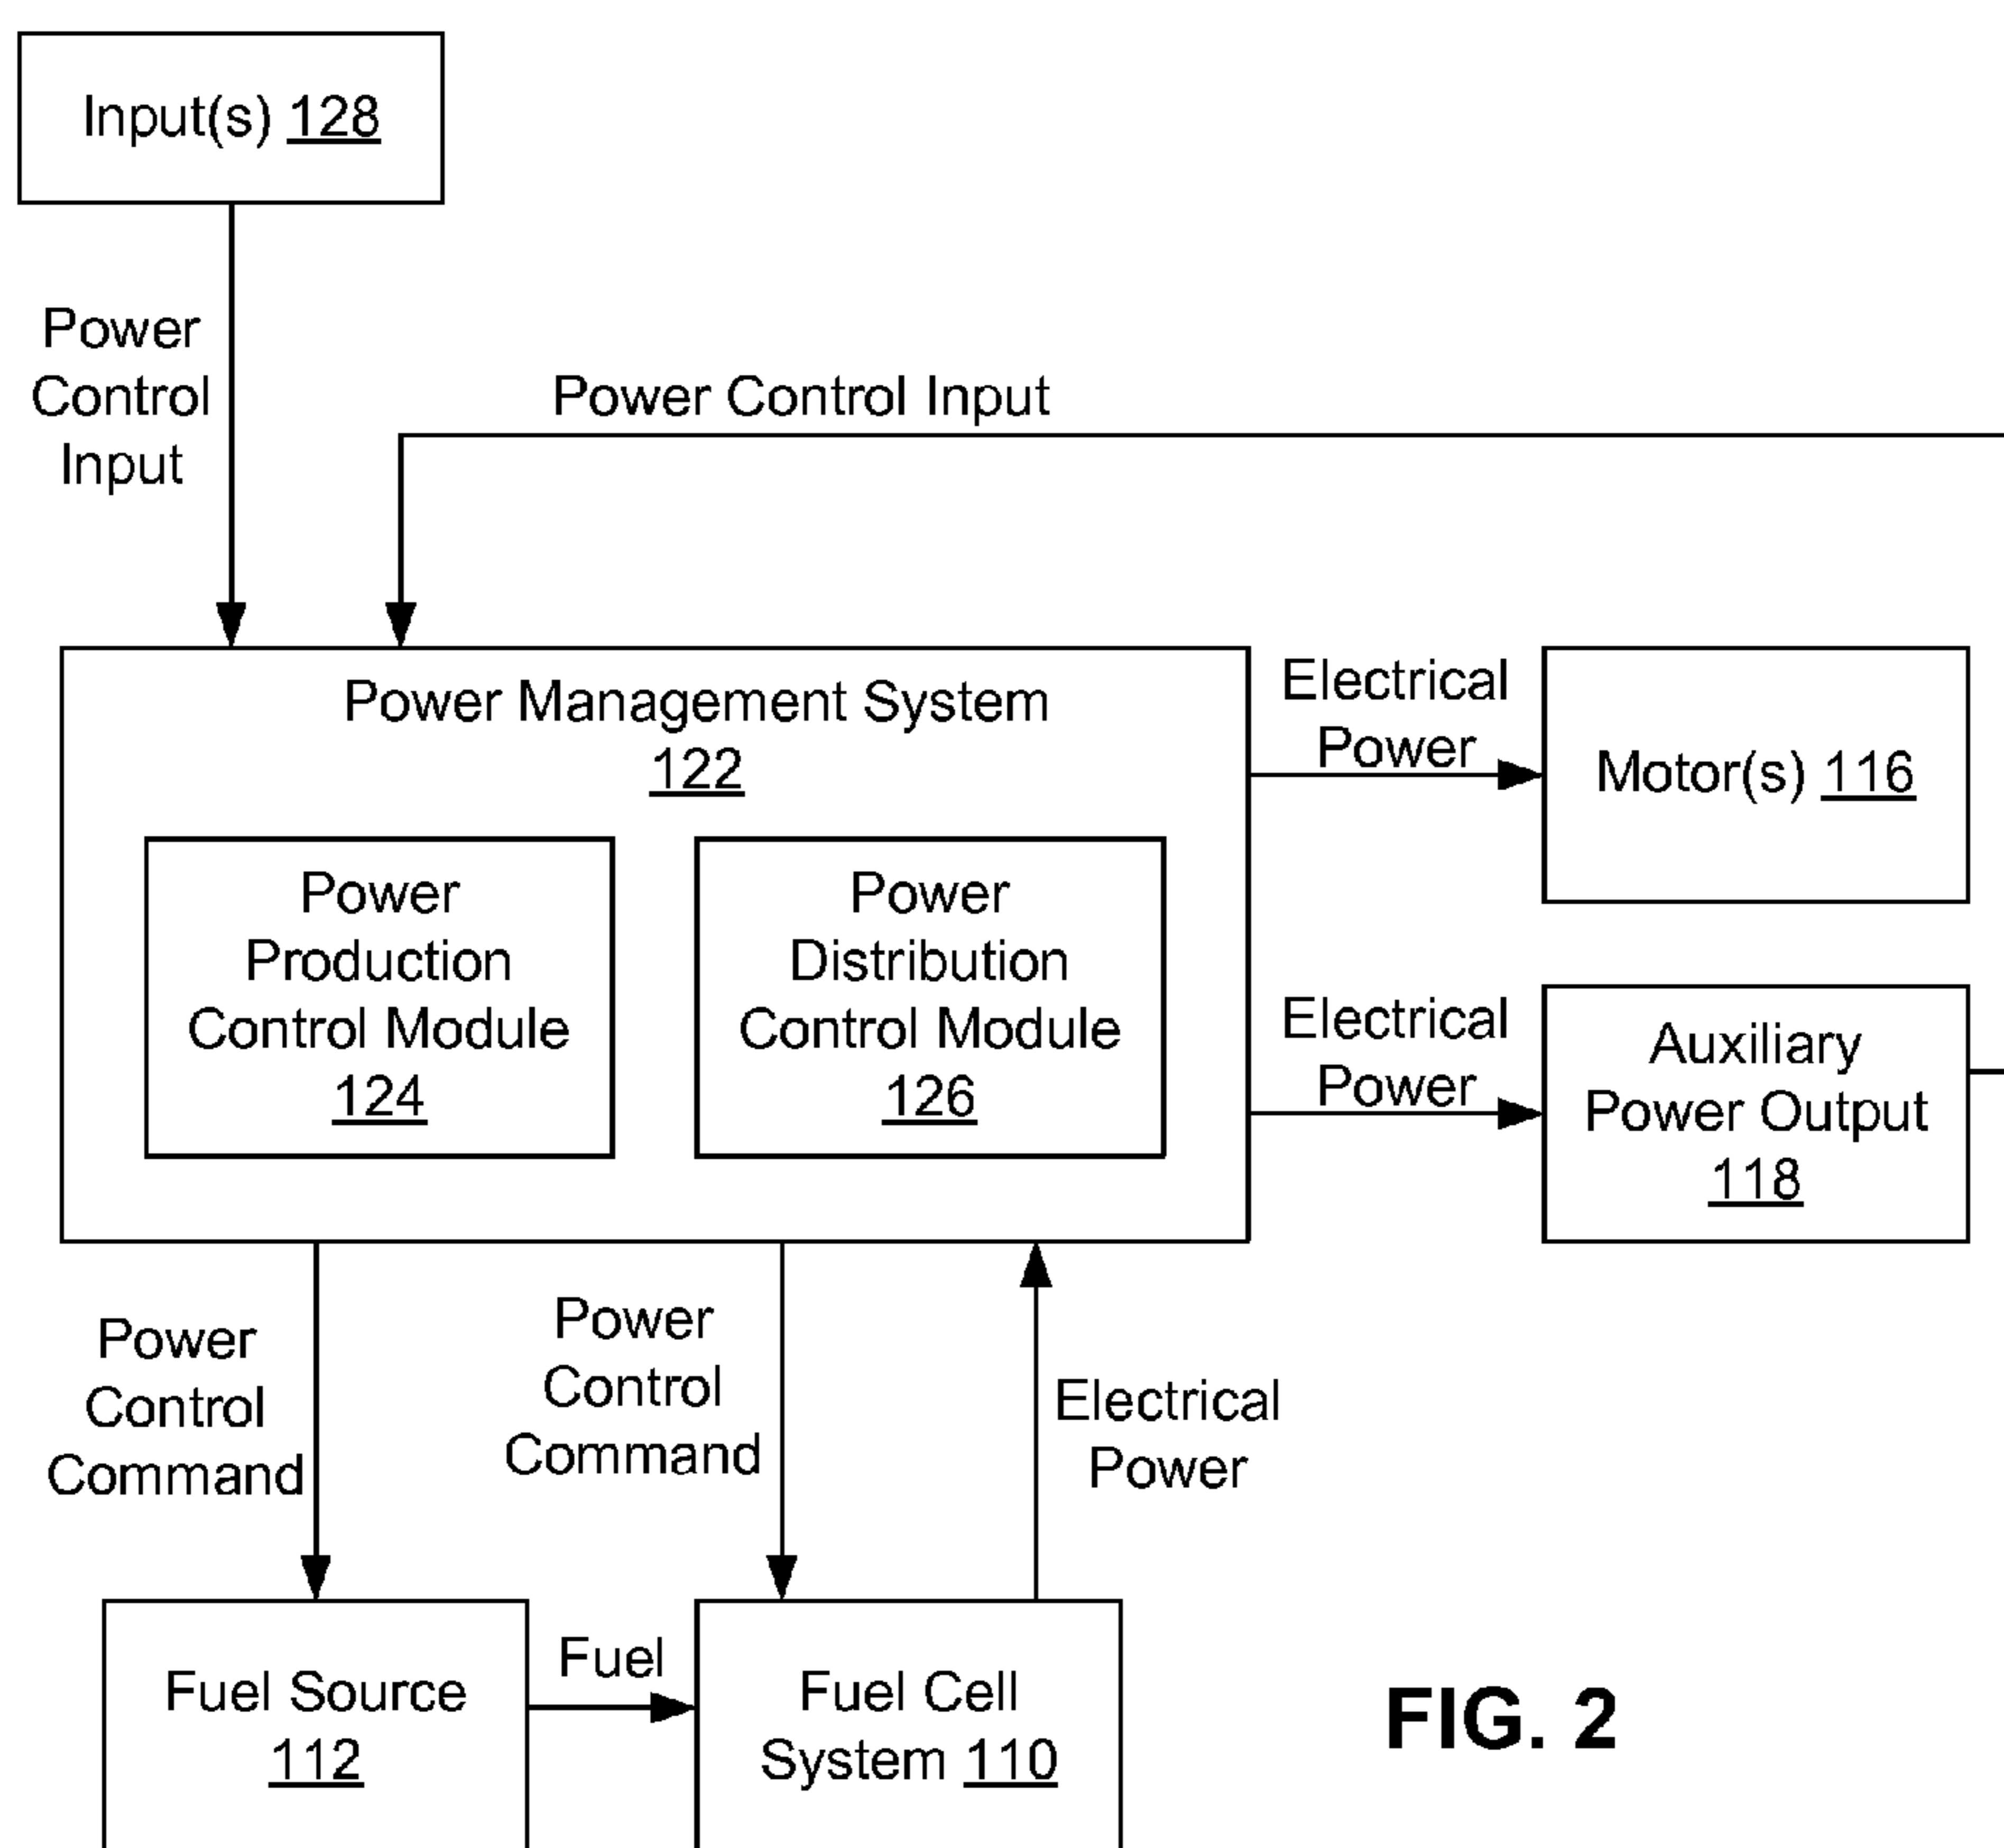 Input(s) 128
Power
Control
Input
Power Control Input
Power Management System
122
Power
Production
Control Module
124
Power
Distribution
Control Module
126
Electrical
Power
Motor(s) 116
Electrical
Power
Auxiliary
Power Output
118
Power
Control
Command
Power
Control
Command
Electrical
Power
Fuel Source
112
Fuel
Fuel Cell
System 110
FIG. 2